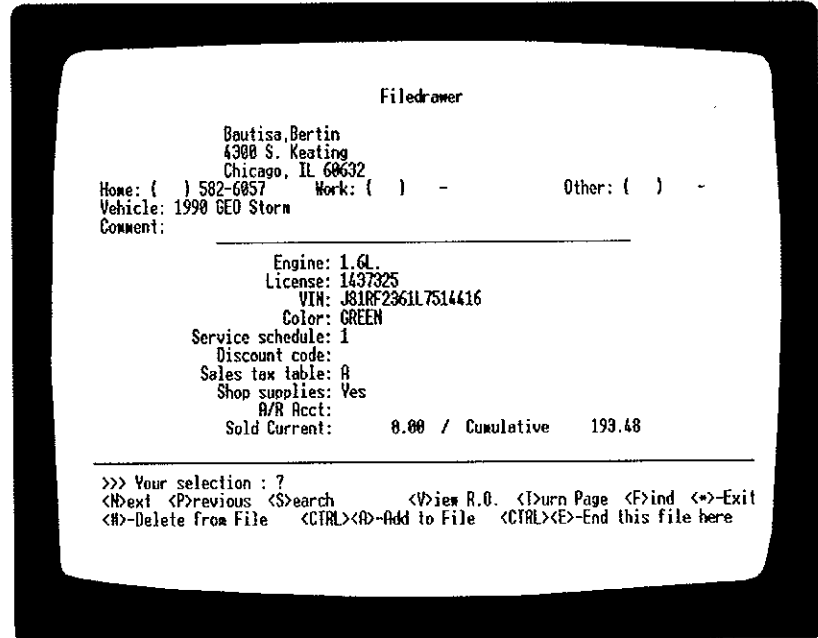 Filedrawer
Bautisa,Bertin
4300 S. Keating
Chicago, IL 60632
Home: (   ) 582-6057   Work: (   )   -   Other: (   )   -
Vehicle: 1990 GEO Storm
Comment:
Engine: 1.6L.
License: 1437325
VIN: J81RF2361L7514416
Color: GREEN
Service schedule: 1
Discount code:
Sales tax table: A
Shop supplies: Yes
A/R Acct:
Sold Current:   0.00 / Cumulative   193.48
>>> Your selection : ?
<N>ext <P>revious <S>earch   <V>iew R.O. <T>urn Page <F>ind <*>-Exit
<#>-Delete from File   <CTRL><A>-Add to File   <CTRL><E>-End this file here